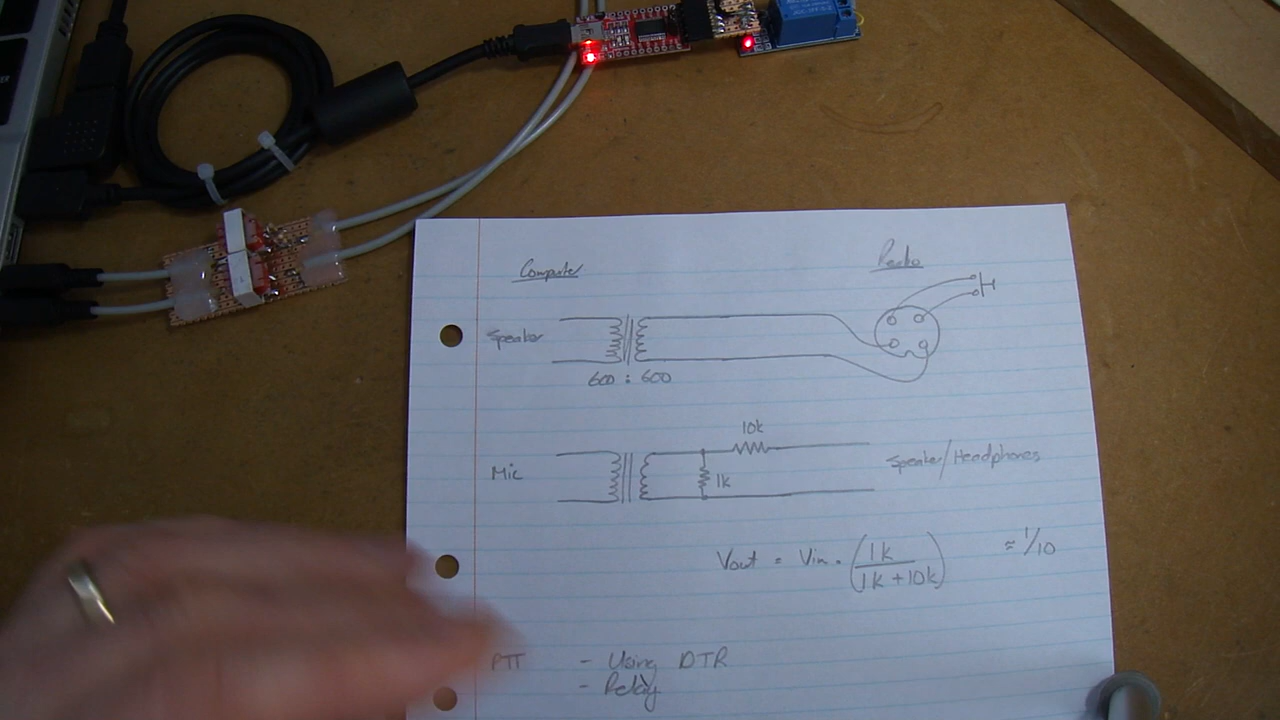 Computer
Radio
Speaker
600 : 600
10k
Mic
1k
Speaker/Headphones
Vout = Vin . (1k / 1k + 10k) ≈ 1/10
PTT - Using DTR
- Relay